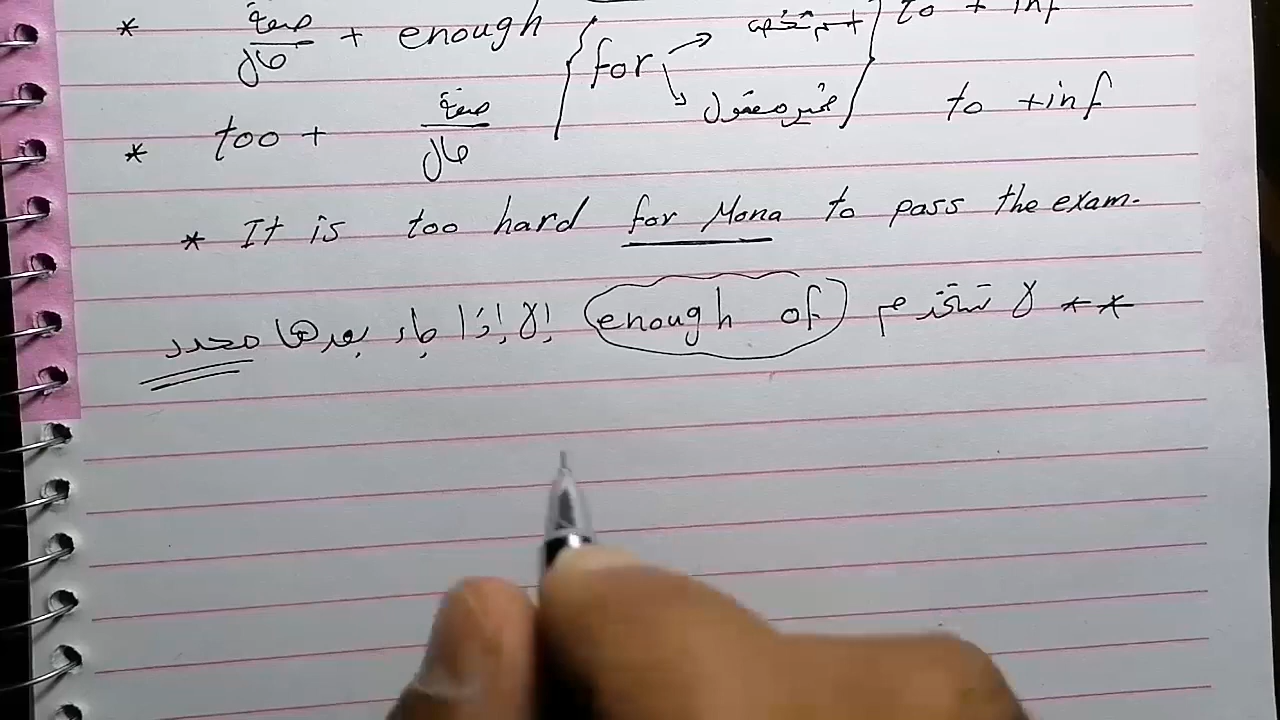 * صفة / حال + enough { for → اسم شخص / ضمير مفعول } to + inf
* too + صفة / حال to + inf
* It is too hard for Mona to pass the exam.
** لا تستخدم enough of إلا إذا جاء بعدها محدد